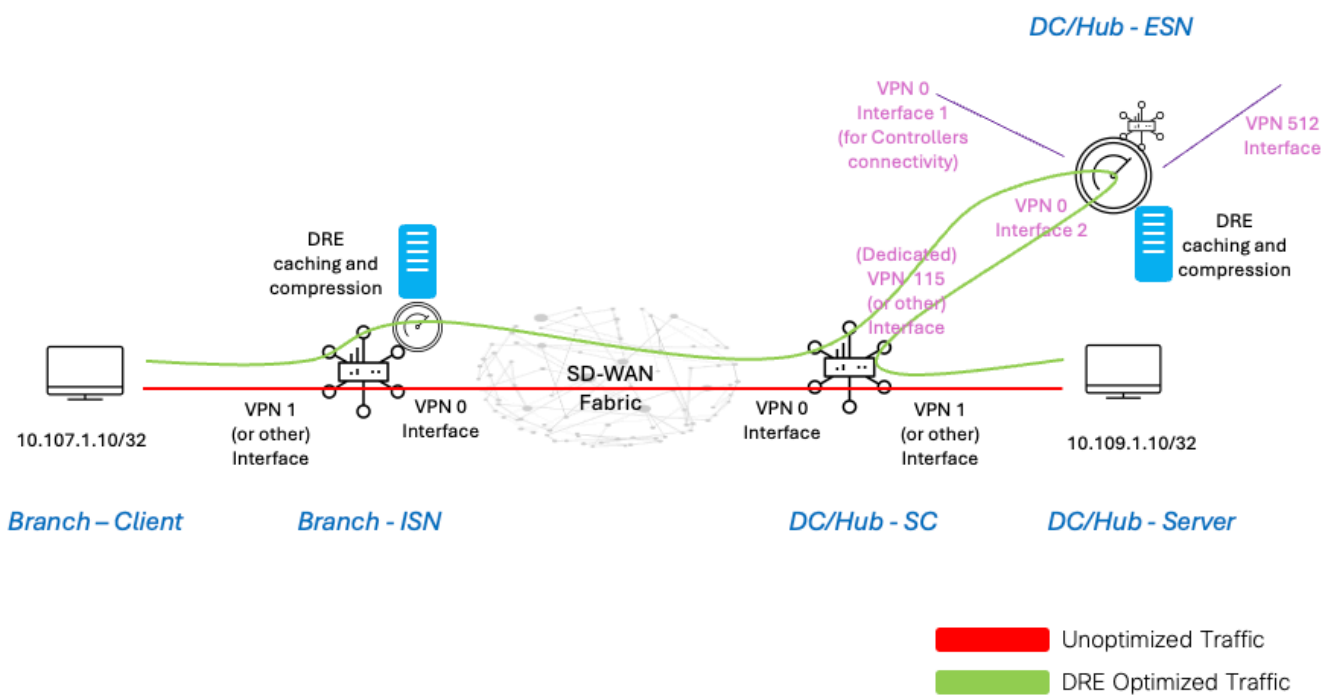 DC/Hub - ESN
VPN 0
Interface 1
(for Controllers
connectivity)
VPN 512
Interface
VPN 0
Interface 2
DRE
caching and
compression
DRE
caching and
compression
(Dedicated)
VPN 115
(or other)
Interface
SD-WAN
Fabric
10.107.1.10/32
VPN 1
(or other)
Interface
VPN 0
Interface
VPN 0
Interface
VPN 1
(or other)
Interface
10.109.1.10/32
Branch – Client
Branch - ISN
DC/Hub - SC
DC/Hub - Server
Unoptimized Traffic
DRE Optimized Traffic